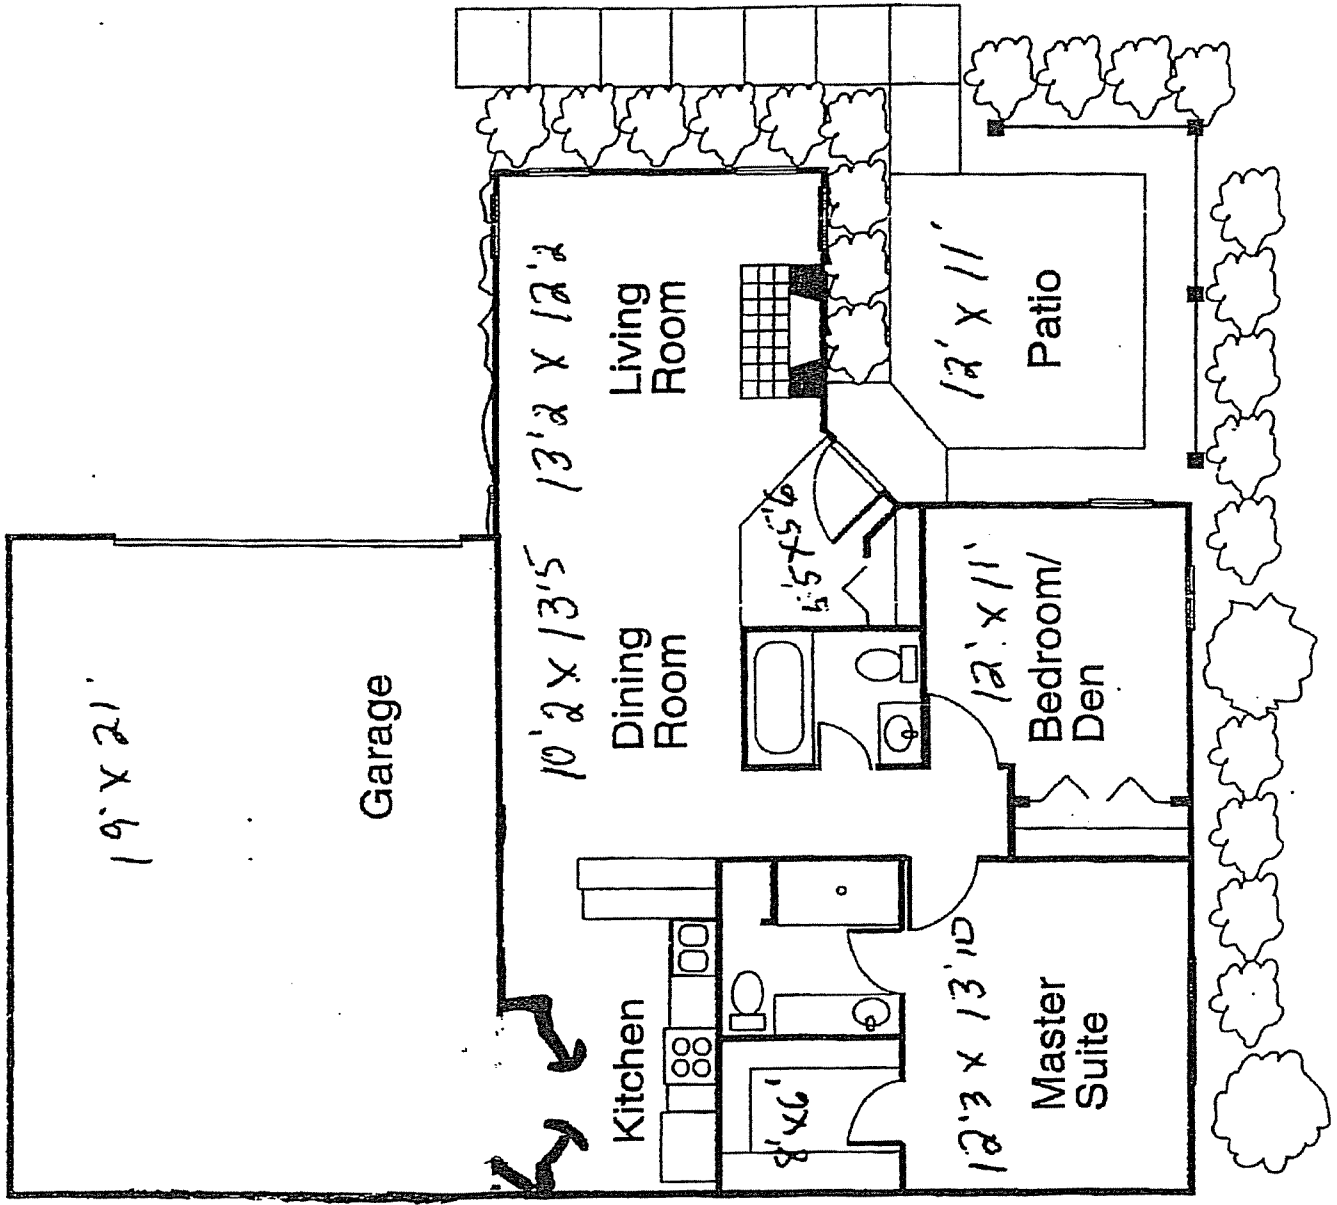 19' x 21'
Garage
10'2 x 13'5
Dining
Room
13'2 x 12'2
Living
Room
12' x 11'
Patio
5'5 x 5'6
12' x 11'
Bedroom/
Den
Kitchen
8' x 6'
12'3 x 13'10
Master
Suite